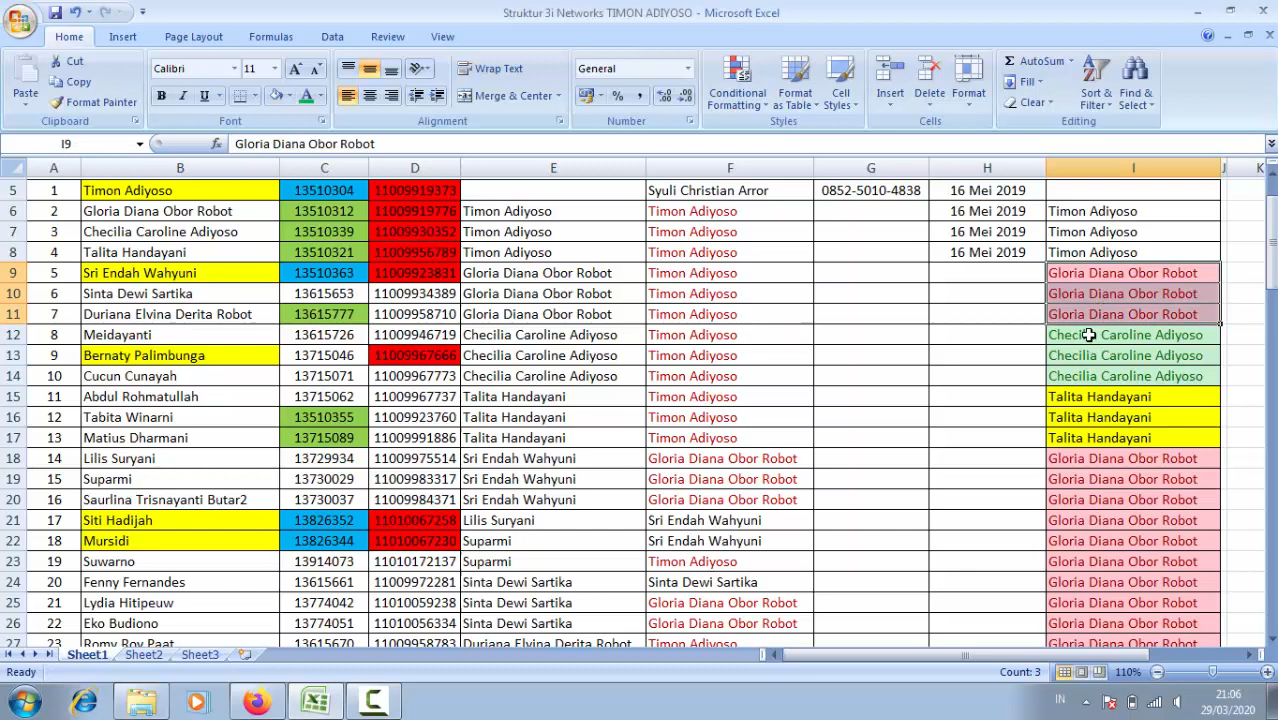 Struktur 3i Networks TIMON ADIYOSO - Microsoft Excel
Home Insert Page Layout Formulas Data Review View
Cut
Copy
Format Painter
Paste
Calibri 11
B I U
Wrap Text
Merge & Center
General
Conditional Formatting
Format as Table
Cell Styles
Insert Delete Format
AutoSum
Fill
Clear
Sort & Filter
Find & Select
Clipboard Font Alignment Number Styles Cells Editing
I9 fx Gloria Diana Obor Robot
A B C D E F G H I J K
5 1 Timon Adiyoso 13510304 11009919373 Syuli Christian Arror 0852-5010-4838 16 Mei 2019
6 2 Gloria Diana Obor Robot 13510312 11009919776 Timon Adiyoso Timon Adiyoso 16 Mei 2019 Timon Adiyoso
7 3 Checilia Caroline Adiyoso 13510339 11009930352 Timon Adiyoso Timon Adiyoso 16 Mei 2019 Timon Adiyoso
8 4 Talita Handayani 13510321 11009956789 Timon Adiyoso Timon Adiyoso 16 Mei 2019 Timon Adiyoso
9 5 Sri Endah Wahyuni 13510363 11009923831 Gloria Diana Obor Robot Timon Adiyoso Gloria Diana Obor Robot
10 6 Sinta Dewi Sartika 13615653 11009934389 Gloria Diana Obor Robot Timon Adiyoso Gloria Diana Obor Robot
11 7 Duriana Elvina Derita Robot 13615777 11009958710 Gloria Diana Obor Robot Timon Adiyoso Gloria Diana Obor Robot
12 8 Meidayanti 13615726 11009946719 Checilia Caroline Adiyoso Timon Adiyoso Checilia Caroline Adiyoso
13 9 Bernaty Palimbunga 13715046 11009967666 Checilia Caroline Adiyoso Timon Adiyoso Checilia Caroline Adiyoso
14 10 Cucun Cunayah 13715071 11009967773 Checilia Caroline Adiyoso Timon Adiyoso Checilia Caroline Adiyoso
15 11 Abdul Rohmatullah 13715062 11009967737 Talita Handayani Timon Adiyoso Talita Handayani
16 12 Tabita Winarni 13510355 11009923760 Talita Handayani Timon Adiyoso Talita Handayani
17 13 Matius Dharmani 13715089 11009991886 Talita Handayani Timon Adiyoso Talita Handayani
18 14 Lilis Suryani 13729934 11009975514 Sri Endah Wahyuni Gloria Diana Obor Robot Gloria Diana Obor Robot
19 15 Suparmi 13730029 11009983317 Sri Endah Wahyuni Gloria Diana Obor Robot Gloria Diana Obor Robot
20 16 Saurlina Trisnayanti Butar2 13730037 11009984371 Sri Endah Wahyuni Gloria Diana Obor Robot Gloria Diana Obor Robot
21 17 Siti Hadijah 13826352 11010067258 Lilis Suryani Sri Endah Wahyuni Gloria Diana Obor Robot
22 18 Mursidi 13826344 11010067230 Suparmi Sri Endah Wahyuni Gloria Diana Obor Robot
23 19 Suwarno 13914073 11010172137 Suparmi Timon Adiyoso Gloria Diana Obor Robot
24 20 Fenny Fernandes 13615661 11009972281 Sinta Dewi Sartika Sinta Dewi Sartika Gloria Diana Obor Robot
25 21 Lydia Hitipeuw 13774042 11010059238 Sinta Dewi Sartika Gloria Diana Obor Robot Gloria Diana Obor Robot
26 22 Eko Budiono 13774051 11010056334 Sinta Dewi Sartika Gloria Diana Obor Robot Gloria Diana Obor Robot
27 23 Romy Roy Paat 13615670 11009958783 Duriana Elvina Derita Robot Timon Adiyoso Gloria Diana Obor Robot
Sheet1 Sheet2 Sheet3
Ready Count: 3 110%
IN 21:06
29/03/2020